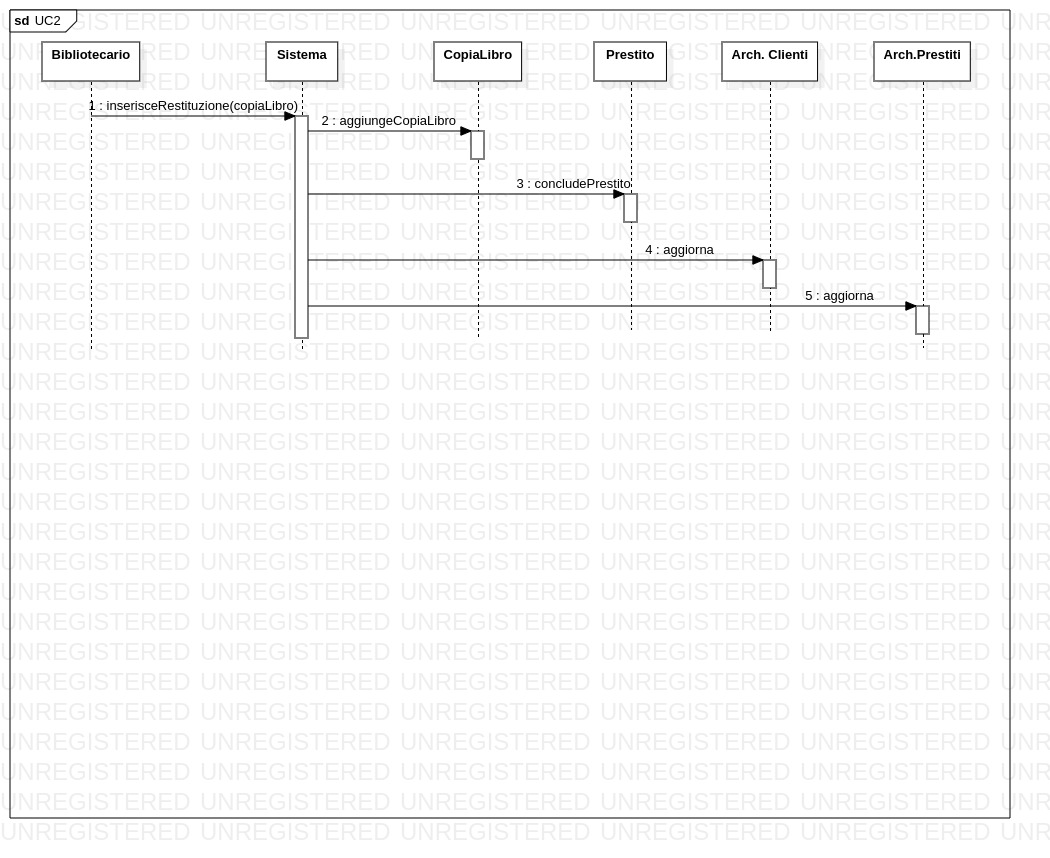 sd UC2
Bibliotecario Sistema CopiaLibro Prestito Arch. Clienti Arch.Prestiti
1 : inserisceRestituzione(copiaLibro)
2 : aggiungeCopiaLibro
3 : concludePrestito
4 : aggiorna
5 : aggiorna
UNREGISTERED UNREGISTERED UNREGISTERED UNREGISTERED UNREGISTERED UNR